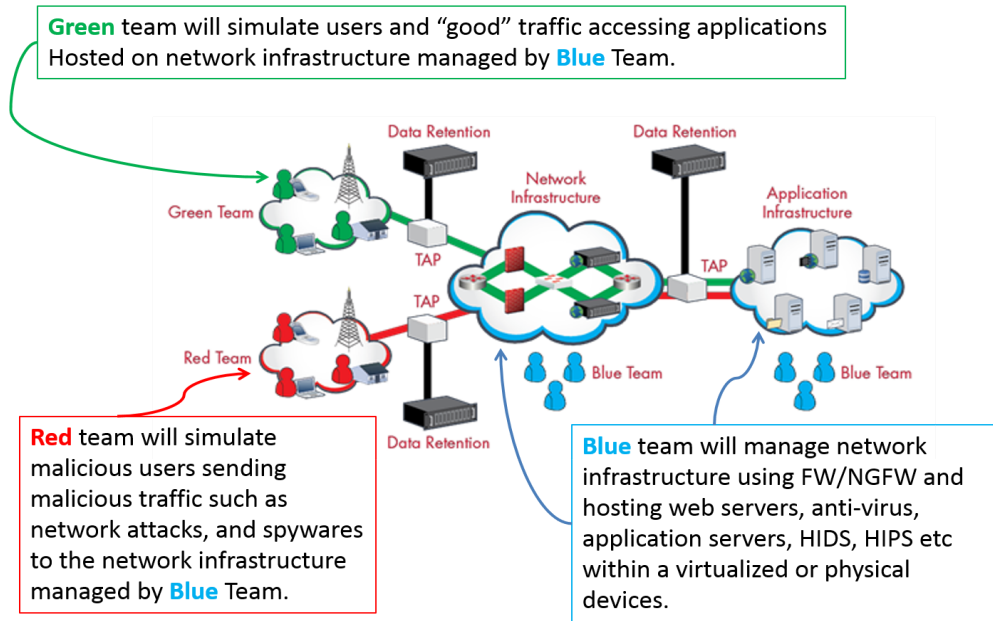 Green team will simulate users and “good” traffic accessing applications
Hosted on network infrastructure managed by Blue Team.
Data Retention
Data Retention
Network
Infrastructure
Application
Infrastructure
Green Team
TAP
TAP
TAP
Red Team
Blue Team
Blue Team
Data Retention
Red team will simulate
malicious users sending
malicious traffic such as
network attacks, and spywares
to the network infrastructure
managed by Blue Team.
Blue team will manage network
infrastructure using FW/NGFW and
hosting web servers, anti-virus,
application servers, HIDS, HIPS etc
within a virtualized or physical
devices.